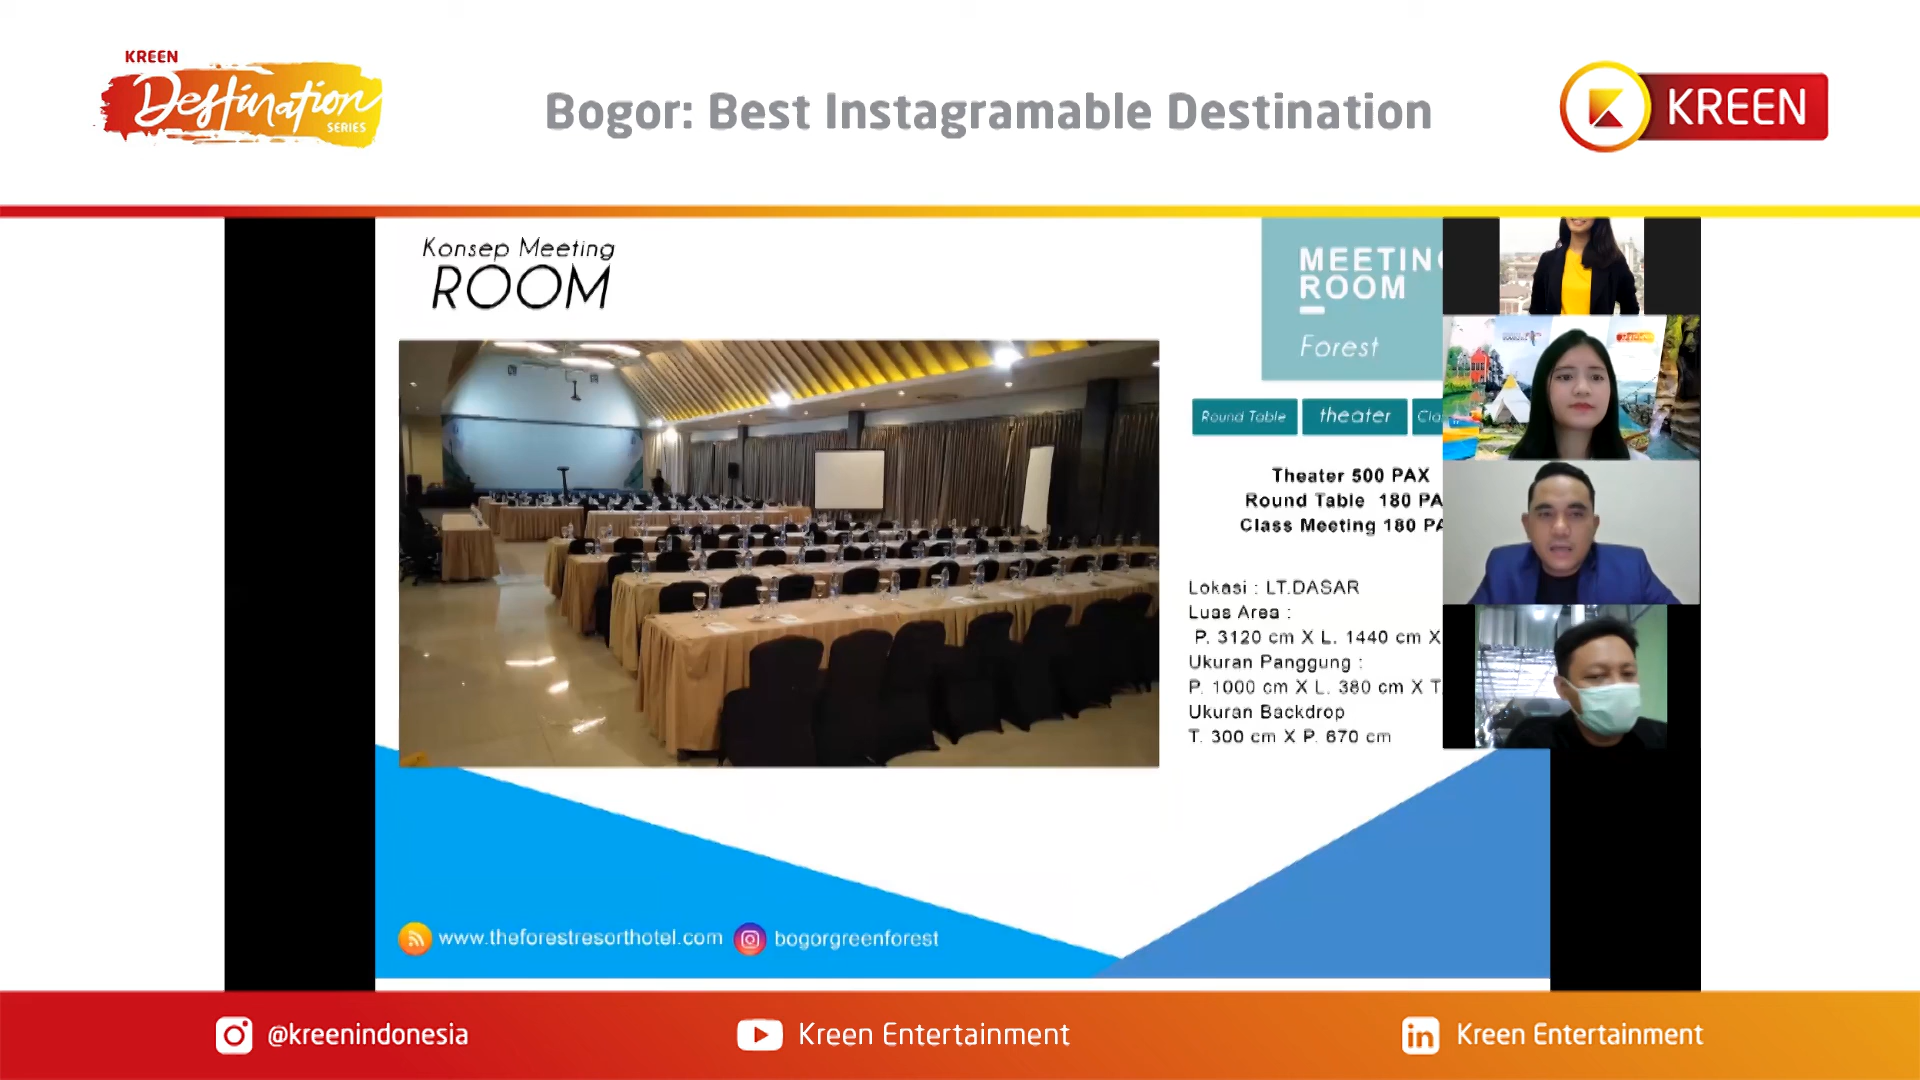 KREEN
Destination
SERIES
Bogor: Best Instagramable Destination
KREEN
Konsep Meeting
ROOM
MEETING
ROOM
Forest
Round Table
theater
Cla
Theater 500 PAX
Round Table 180 PA
Class Meeting 180 PA
Lokasi : LT.DASAR
Luas Area :
P. 3120 cm X L. 1440 cm X
Ukuran Panggung :
P. 1000 cm X L. 380 cm X T.
Ukuran Backdrop
T. 300 cm X P. 670 cm
www.theforestresorthotel.com
bogorgreenforest
@kreenindonesia
Kreen Entertainment
Kreen Entertainment